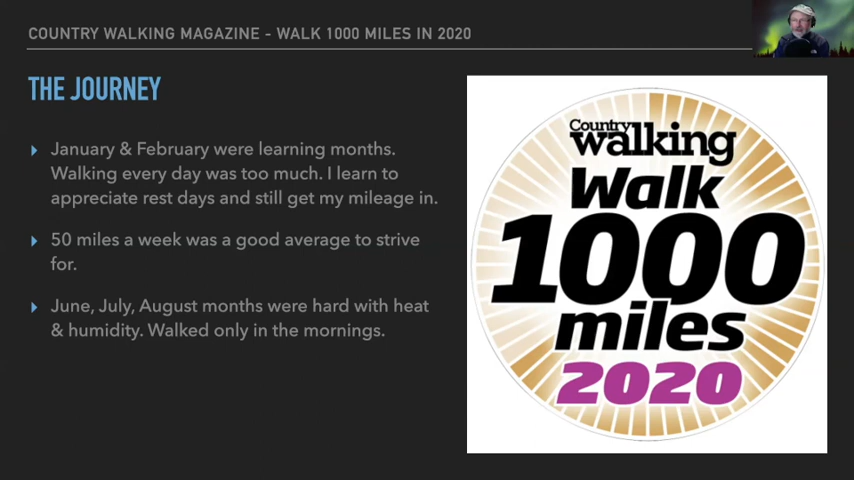 COUNTRY WALKING MAGAZINE - WALK 1000 MILES IN 2020
THE JOURNEY
January & February were learning months.
Walking every day was too much. I learn to
appreciate rest days and still get my mileage in.
50 miles a week was a good average to strive
for.
June, July, August months were hard with heat
& humidity. Walked only in the mornings.
Country
walking
Walk
1000
miles
2020